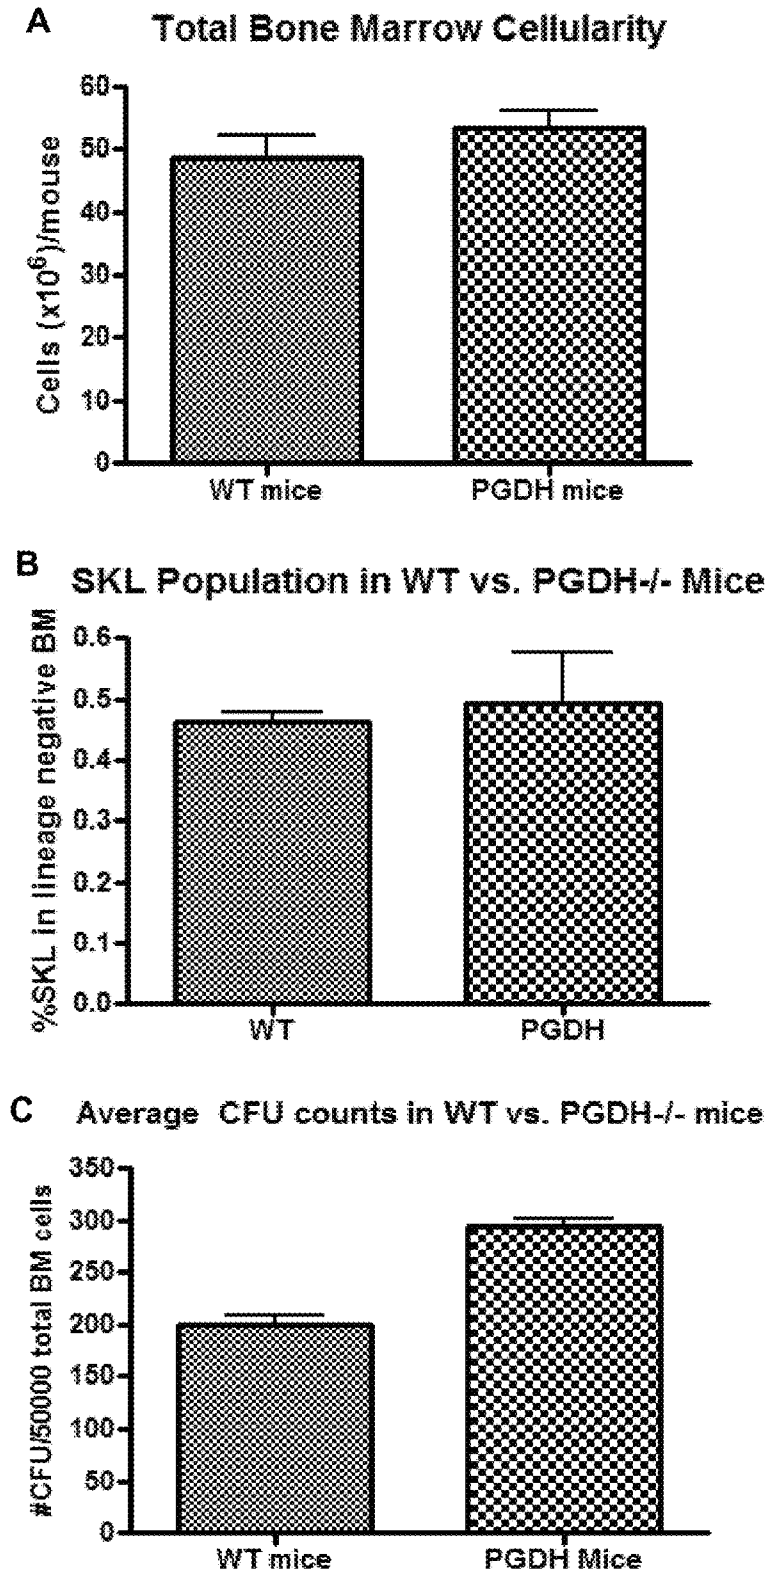 A
Total Bone Marrow Cellularity
Cells (x10⁶)/mouse
60
50
40
30
20
10
0
WT mice
PGDH mice
B
SKL Population in WT vs. PGDH-/- Mice
%SKL in lineage negative BM
0.6
0.5
0.4
0.3
0.2
0.1
0.0
WT
PGDH
C
Average CFU counts in WT vs. PGDH-/- mice
#CFU/50000 total BM cells
350
300
250
200
150
100
50
0
WT mice
PGDH Mice